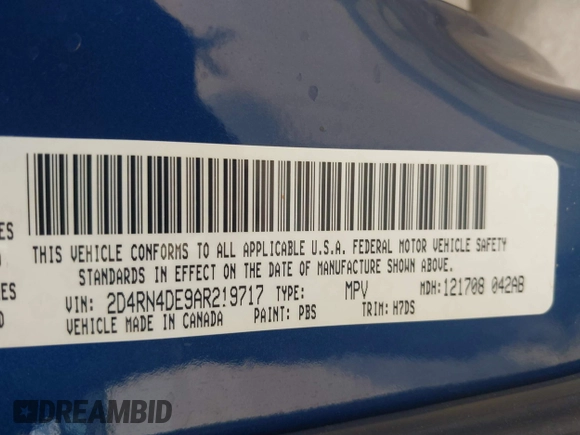 ES
THIS VEHICLE CONFORMS TO ALL APPLICABLE U.S.A. FEDERAL MOTOR VEHICLE SAFETY
STANDARDS IN EFFECT ON THE DATE OF MANUFACTURE SHOWN ABOVE.
VIN: 2D4RN4DE9AR219717 TYPE: MPV MDH:121708 042AB
VEHICLE MADE IN CANADA PAINT: PBS TRIM: H7DS
DREAMBID